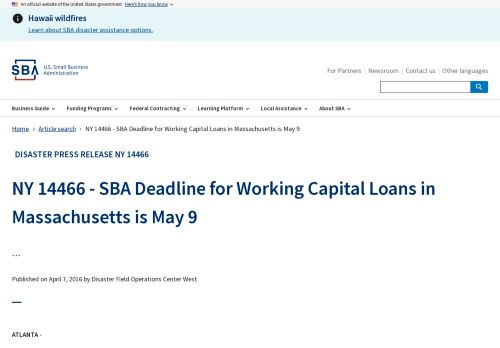 An official website of the United States government Here's how you know
Hawaii wildfires
Learn about SBA disaster assistance options.
SBA U.S. Small Business
Administration
For Partners Newsroom Contact us Other languages
Business Guide Funding Programs Federal Contracting Learning Platform Local Assistance About SBA
Home Article search NY 14466 - SBA Deadline for Working Capital Loans in Massachusetts is May 9
DISASTER PRESS RELEASE NY 14466
NY 14466 - SBA Deadline for Working Capital Loans in
Massachusetts is May 9
...
Published on April 7, 2016 by Disaster Field Operations Center West
ATLANTA -